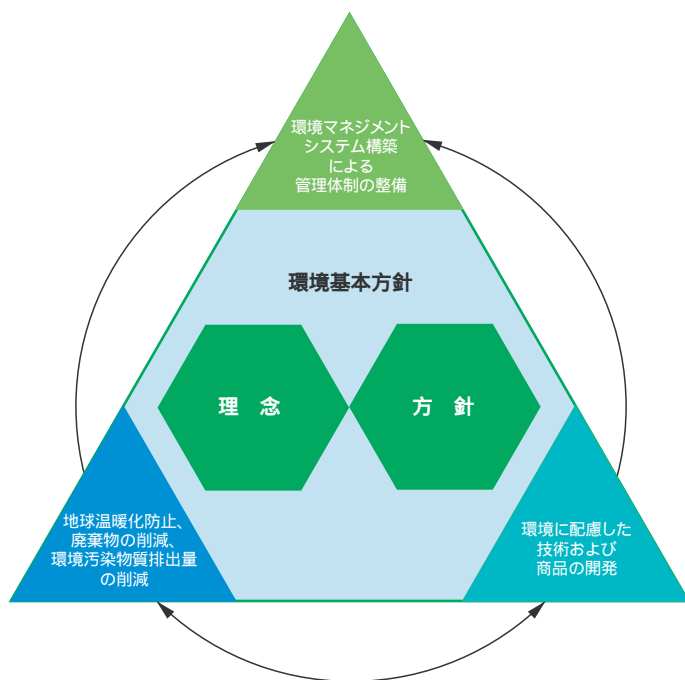 環境マネジメント
システム構築
による
管理体制の整備
環境基本方針
理　念
方　針
地球温暖化防止、
廃棄物の削減、
環境汚染物質排出量
の削減
環境に配慮した
技術および
商品の開発